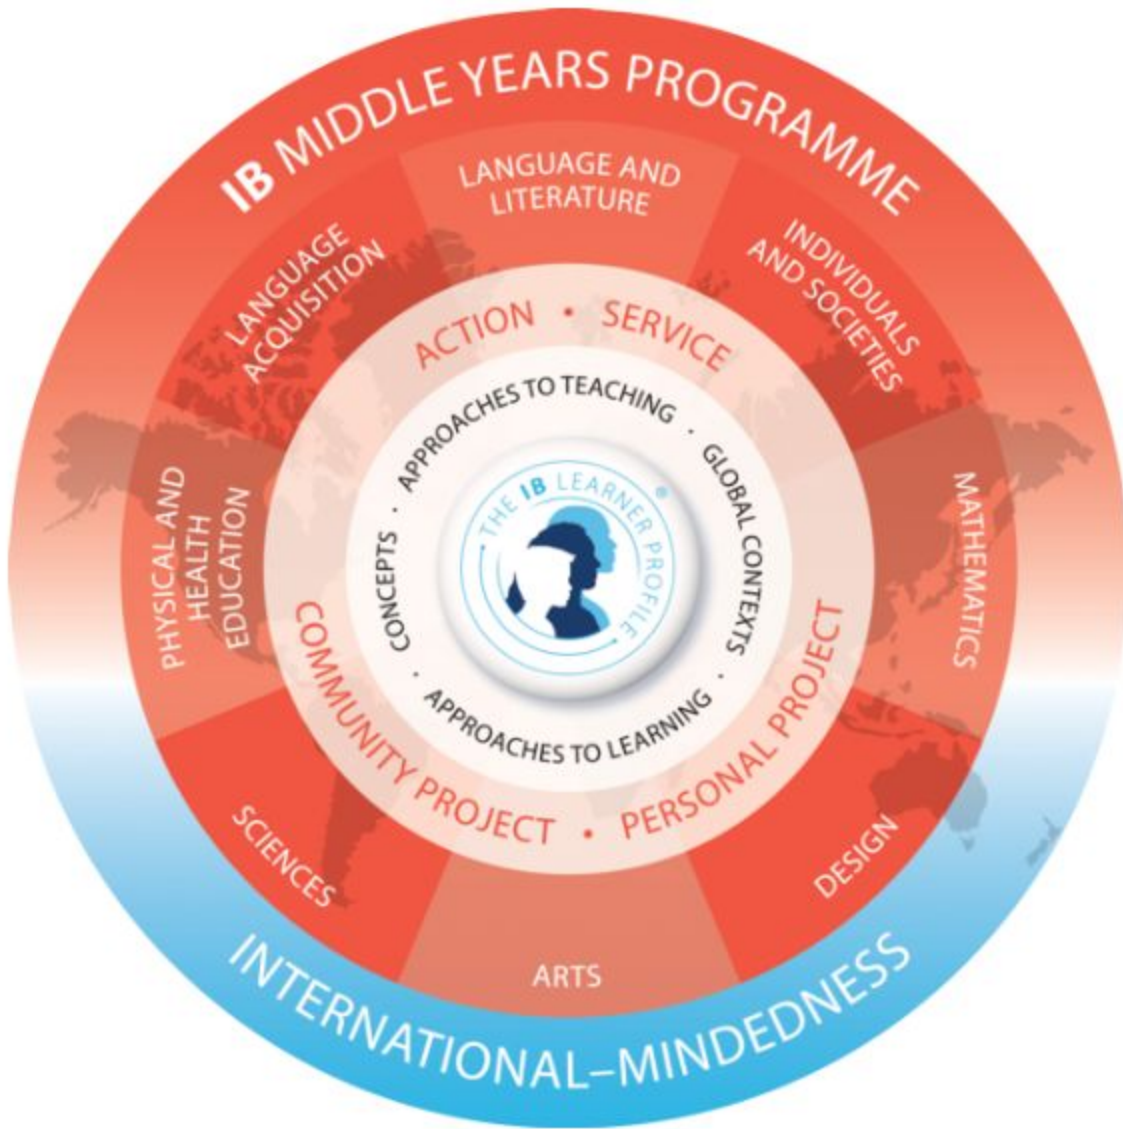 IB MIDDLE YEARS PROGRAMME
LANGUAGE AND
LITERATURE
INDIVIDUALS
AND SOCIETIES
MATHEMATICS
DESIGN
ARTS
SCIENCES
PHYSICAL AND
HEALTH
EDUCATION
LANGUAGE
ACQUISITION
ACTION • SERVICE
PERSONAL PROJECT
•
COMMUNITY PROJECT
APPROACHES TO TEACHING
·
GLOBAL CONTEXTS
·
APPROACHES TO LEARNING
·
CONCEPTS
·
THE IB LEARNER PROFILE
®
INTERNATIONAL–MINDEDNESS